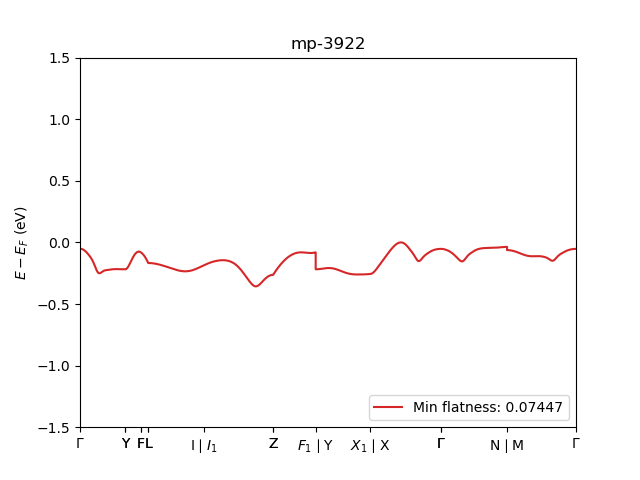 mp-3922
1.5
1.0
0.5
0.0
−0.5
−1.0
−1.5
E − E_F (eV)
Min flatness: 0.07447
Γ Y F L I | I₁ Z F₁ | Y X₁ | X Γ N | M Γ